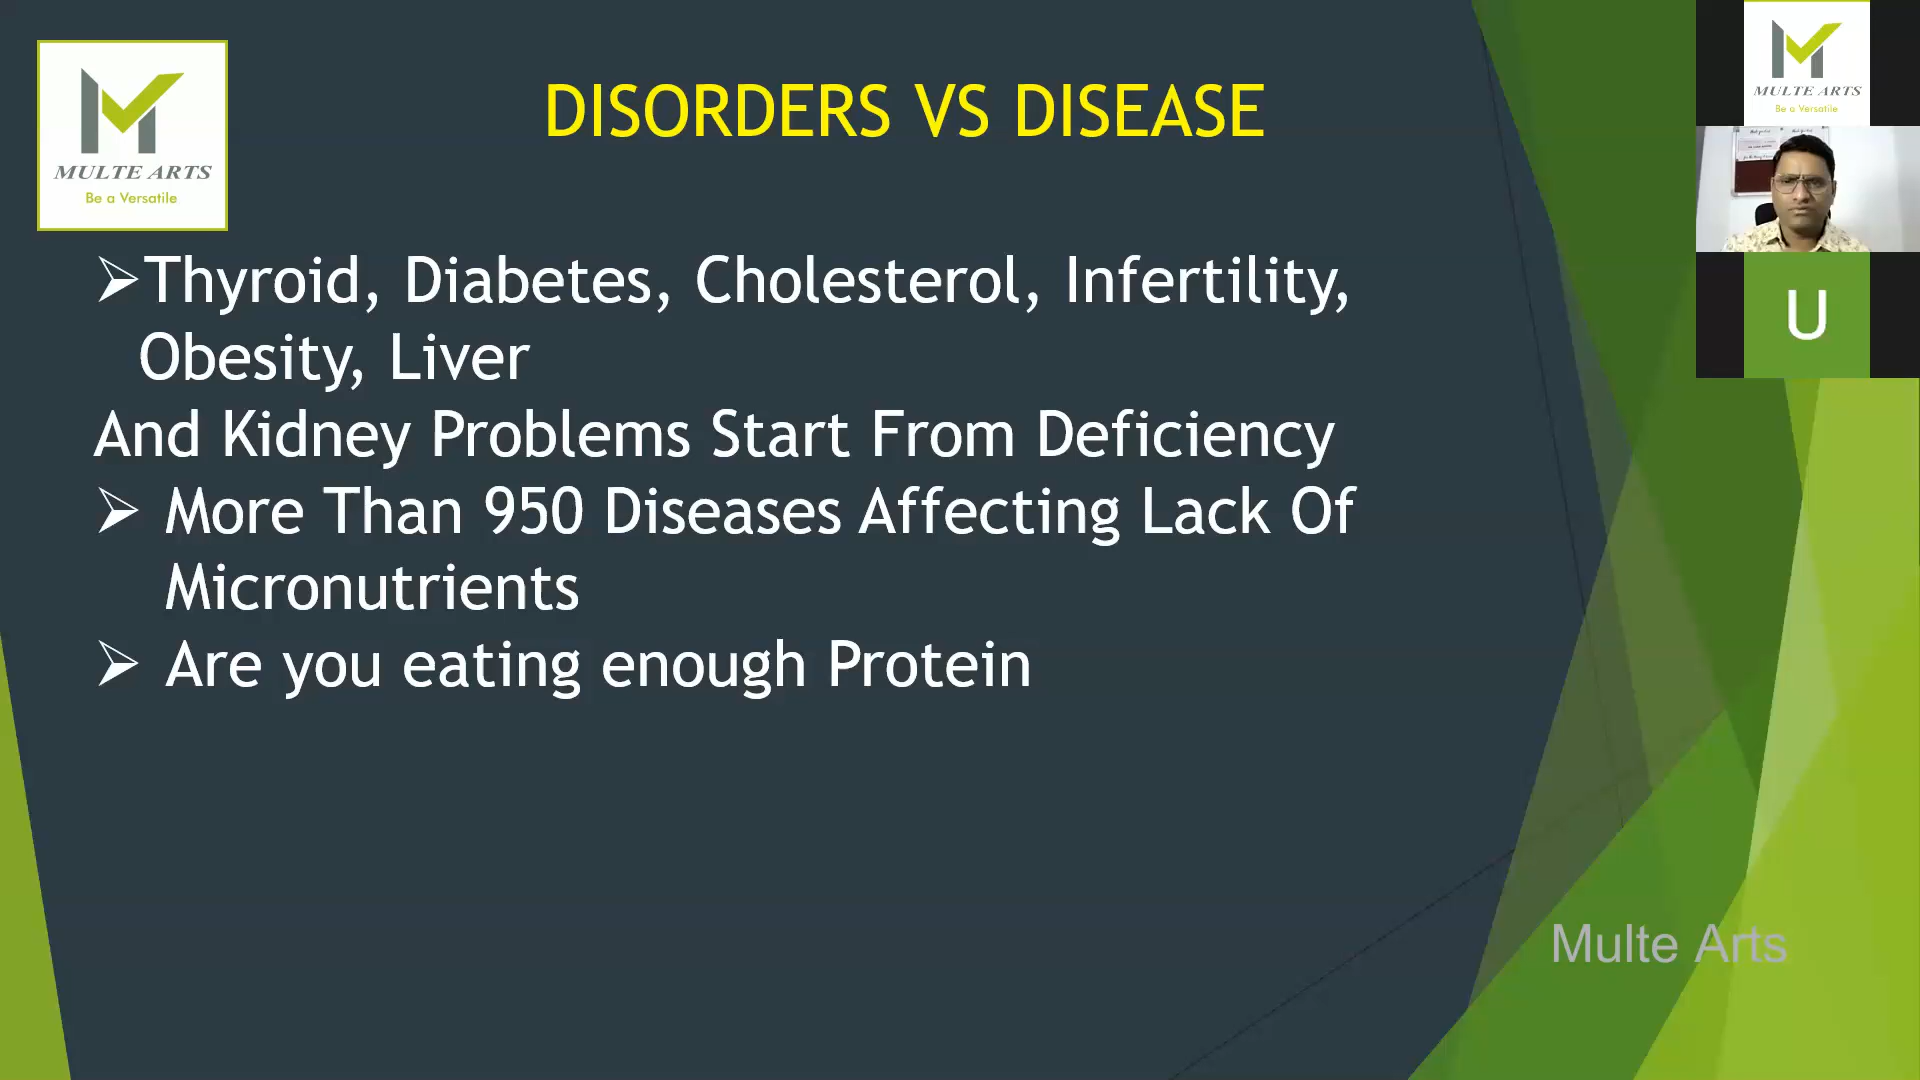 MULTE ARTS
Be a Versatile
DISORDERS VS DISEASE
➢Thyroid, Diabetes, Cholesterol, Infertility,
Obesity, Liver
And Kidney Problems Start From Deficiency
➢ More Than 950 Diseases Affecting Lack Of
Micronutrients
➢ Are you eating enough Protein
MULTE ARTS
Be a Versatile
U
Multe Arts